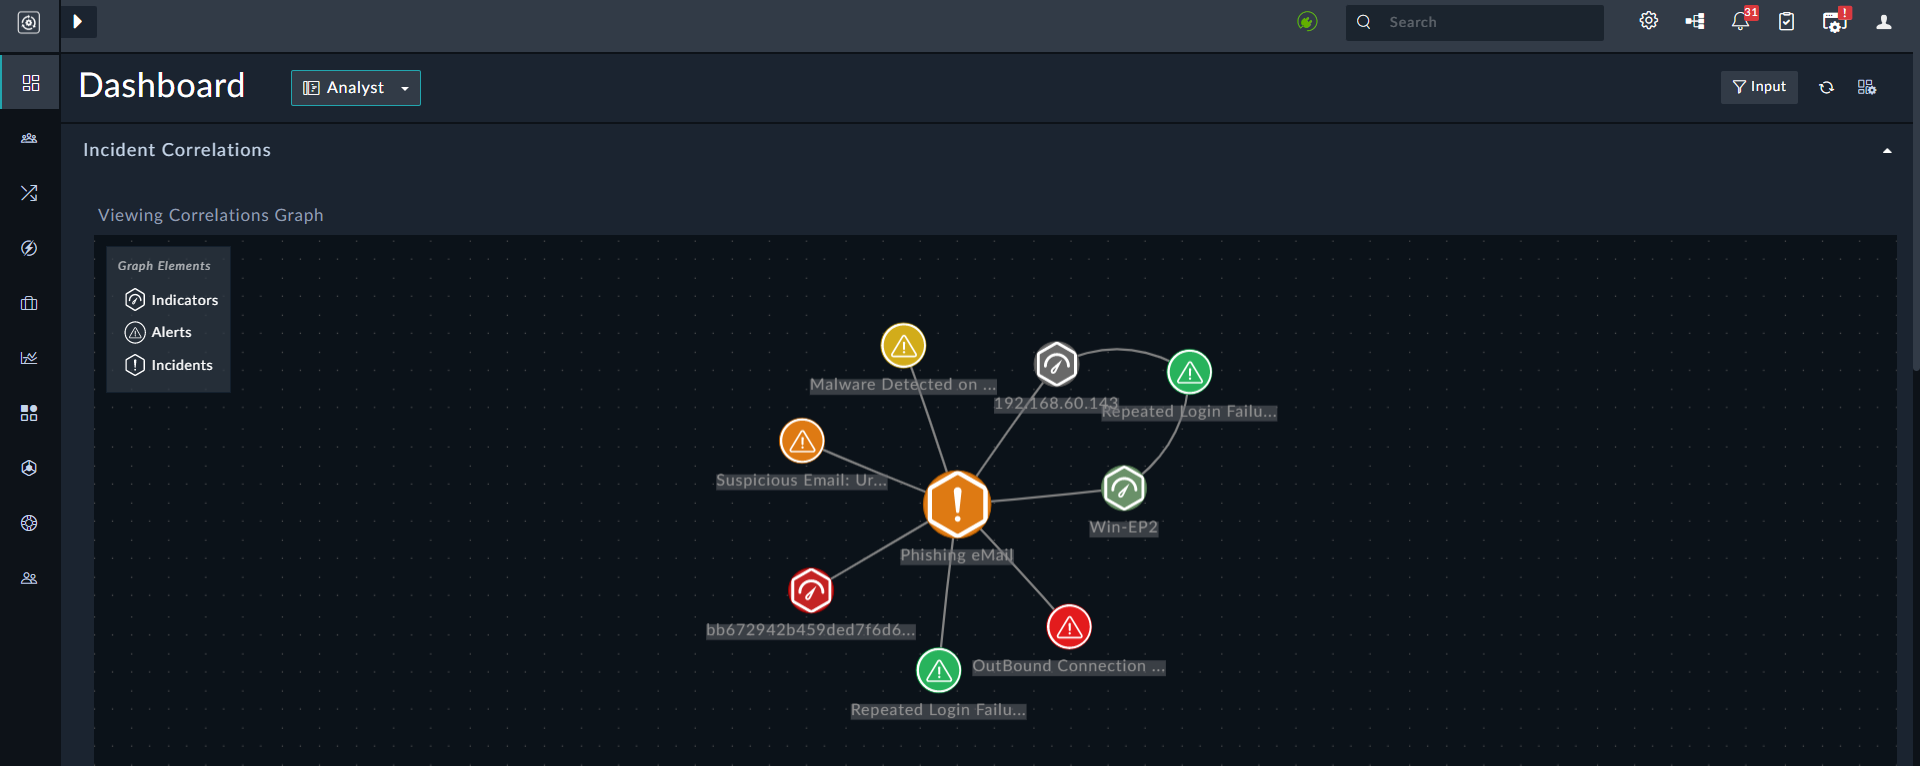 31
!
Search
Dashboard
Analyst
Input
Incident Correlations
Viewing Correlations Graph
Graph Elements
Indicators
Alerts
Incidents
Malware Detected on ...
192.168.60.143
Repeated Login Failu...
Suspicious Email: Ur...
Win-EP2
Phishing eMail
bb672942b459ded7f6d6...
OutBound Connection ...
Repeated Login Failu...